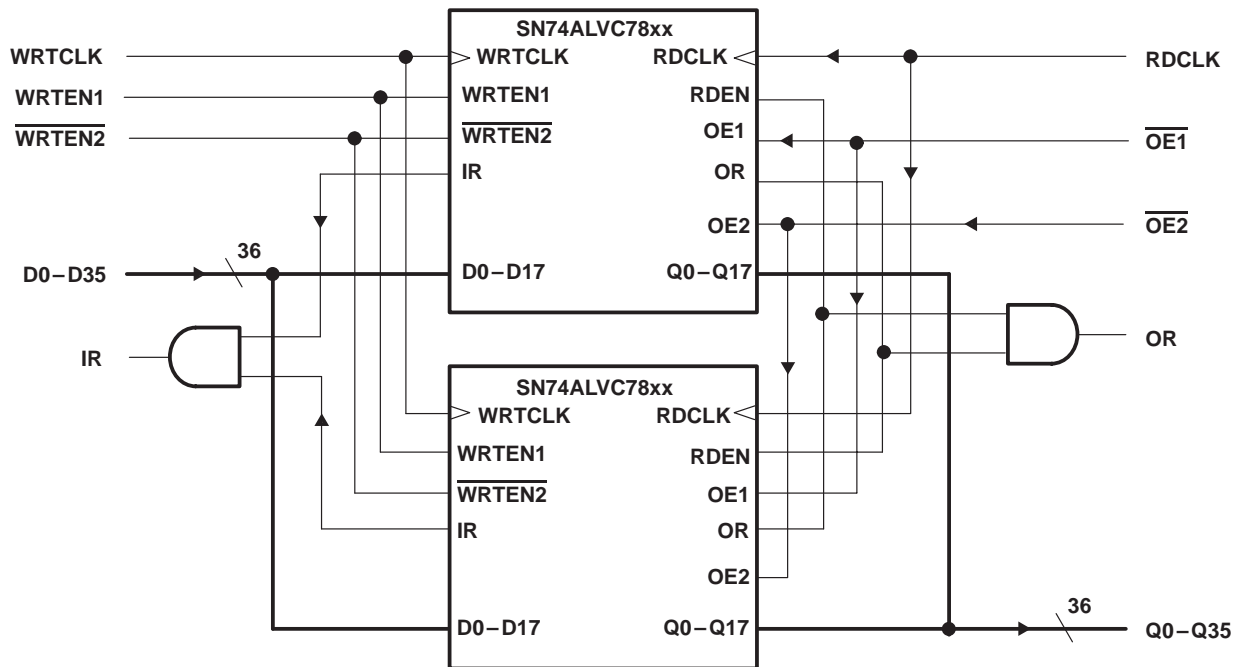 SN74ALVC78xx
WRTCLK
WRTCLK
RDCLK
RDCLK
WRTEN1
WRTEN1
RDEN
WRTEN2
WRTEN2
OE1
OE1
IR
OR
OE2
OE2
36
D0–D35
D0–D17
Q0–Q17
IR
OR
SN74ALVC78xx
WRTCLK
RDCLK
WRTEN1
RDEN
WRTEN2
OE1
IR
OR
OE2
36
D0–D17
Q0–Q17
Q0–Q35